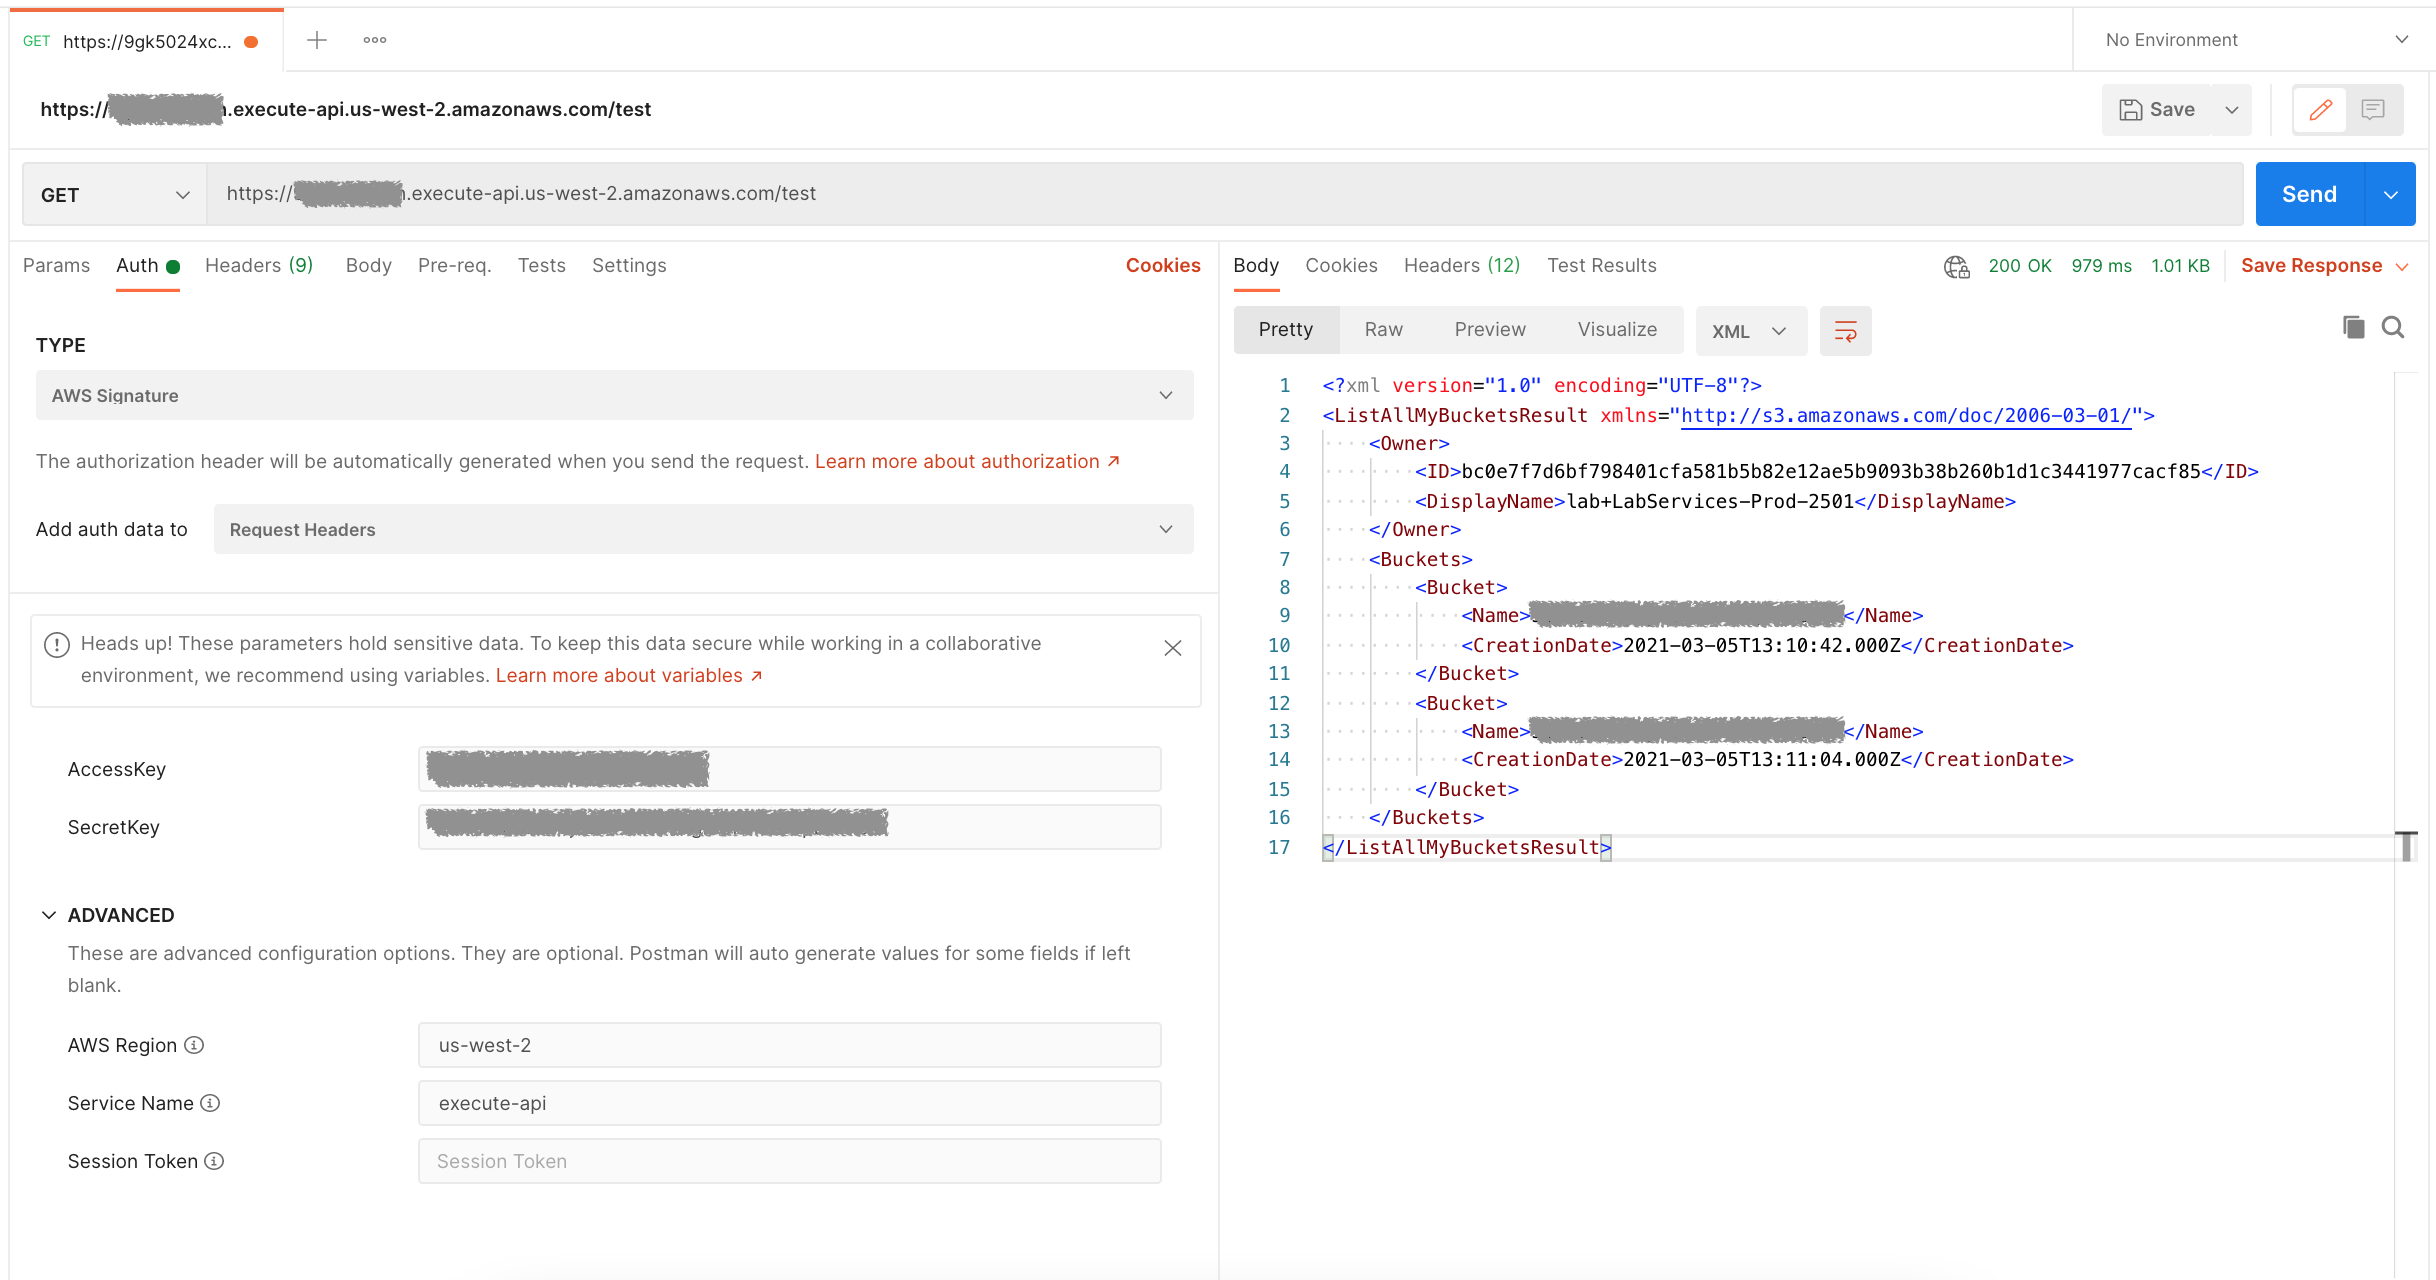 GET https://9gk5024xc...
No Environment
https:// .execute-api.us-west-2.amazonaws.com/test
Save
GET
https:// .execute-api.us-west-2.amazonaws.com/test
Send
Params Auth Headers (9) Body Pre-req. Tests Settings Cookies
TYPE
AWS Signature
The authorization header will be automatically generated when you send the request. Learn more about authorization ↗
Add auth data to Request Headers
Heads up! These parameters hold sensitive data. To keep this data secure while working in a collaborative
environment, we recommend using variables. Learn more about variables ↗
AccessKey
SecretKey
ADVANCED
These are advanced configuration options. They are optional. Postman will auto generate values for some fields if left
blank.
AWS Region us-west-2
Service Name execute-api
Session Token Session Token
Body Cookies Headers (12) Test Results 200 OK 979 ms 1.01 KB Save Response
Pretty Raw Preview Visualize XML
1 <?xml version="1.0" encoding="UTF-8"?>
2 <ListAllMyBucketsResult xmlns="http://s3.amazonaws.com/doc/2006-03-01/">
3 <Owner>
4 <ID>bc0e7f7d6bf798401cfa581b5b82e12ae5b9093b38b260b1d1c3441977cacf85</ID>
5 <DisplayName>lab+LabServices-Prod-2501</DisplayName>
6 </Owner>
7 <Buckets>
8 <Bucket>
9 <Name> </Name>
10 <CreationDate>2021-03-05T13:10:42.000Z</CreationDate>
11 </Bucket>
12 <Bucket>
13 <Name> </Name>
14 <CreationDate>2021-03-05T13:11:04.000Z</CreationDate>
15 </Bucket>
16 </Buckets>
17 </ListAllMyBucketsResult>